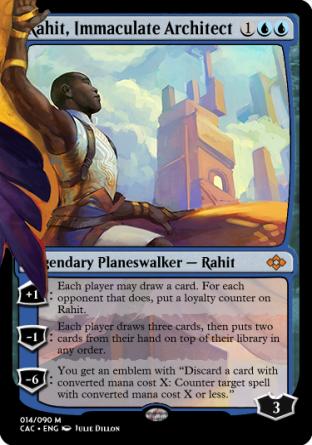 Rahit, Immaculate Architect 1
Legendary Planeswalker — Rahit
+1: Each player may draw a card. For each
opponent that does, put a loyalty counter on
Rahit.
-1: Each player draws three cards, then puts two
cards from their hand on top of their library in
any order.
-6: You get an emblem with “Discard a card with
converted mana cost X: Counter target spell
with converted mana cost X or less.”
3
014/090 M
CAC • ENG JULIE DILLON